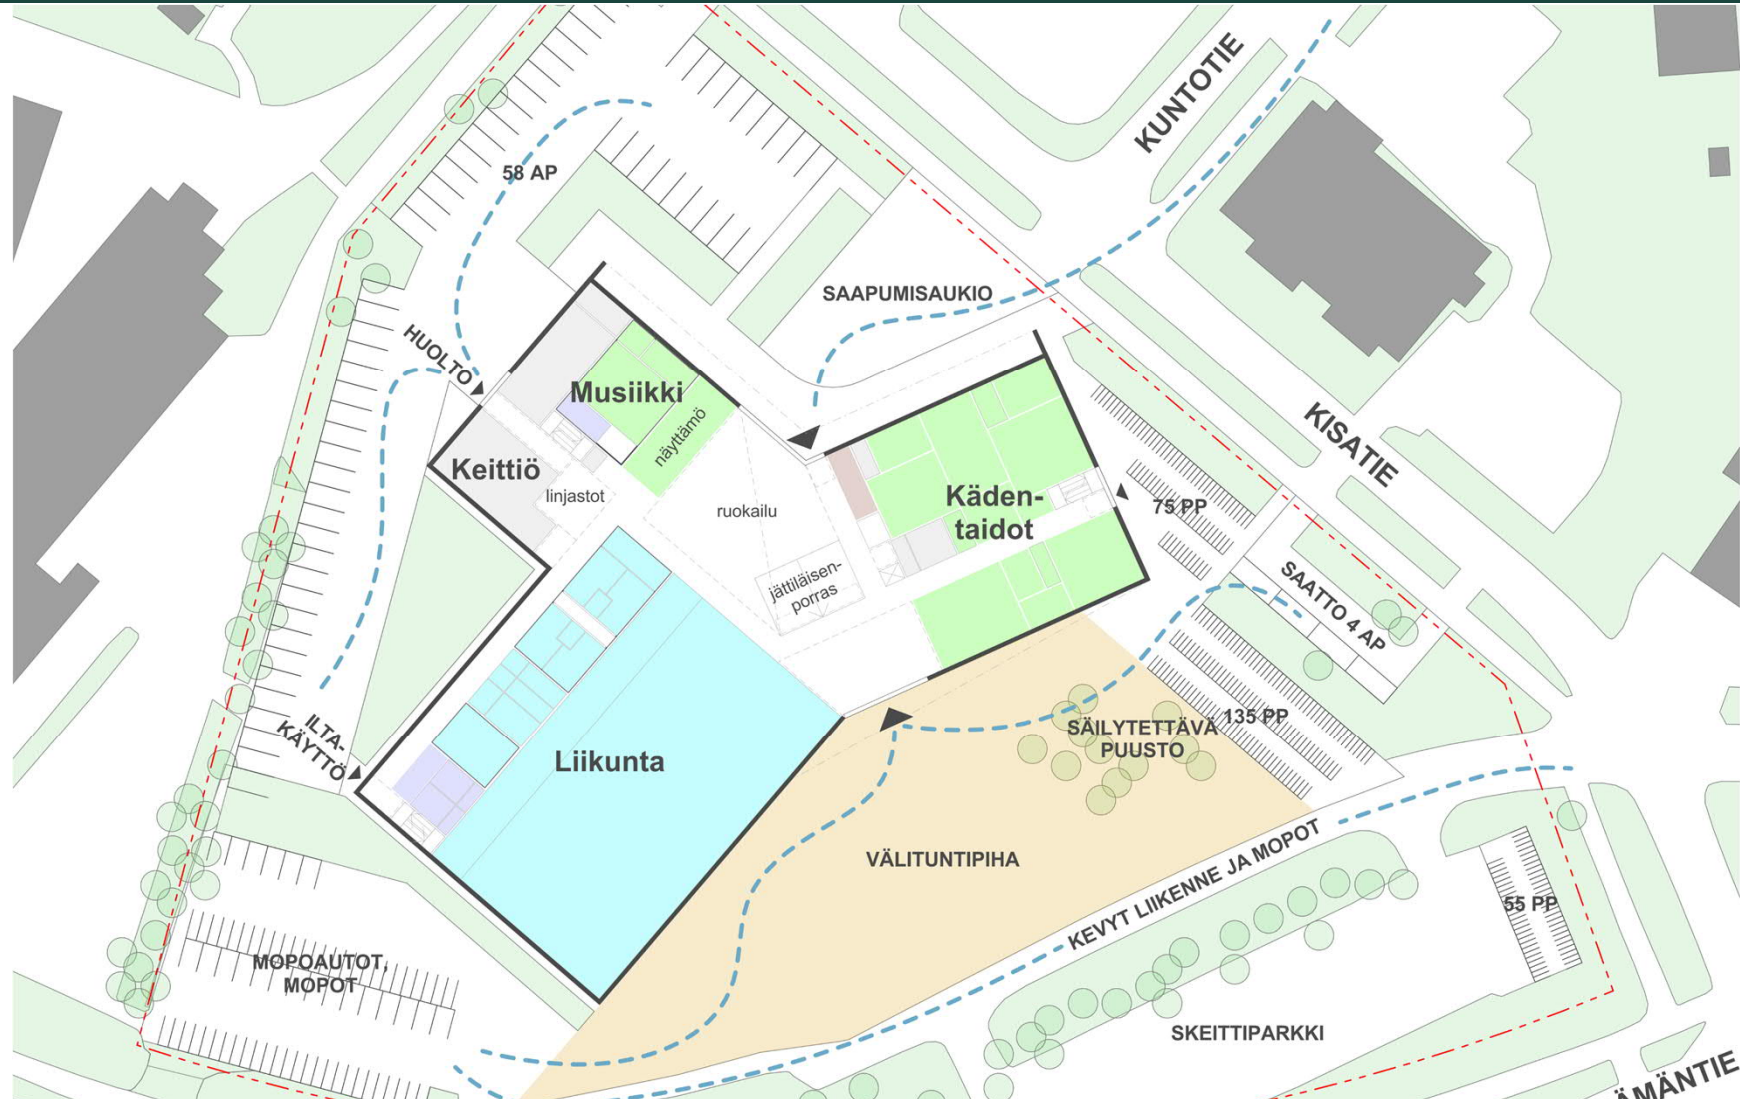 KUNTOTIE
58 AP
SAAPUMISAUKIO
HUOLTO
Musiikki
näyttämö
Keittiö
linjastot
ruokailu
jättiläisen-
porras
Käden-
taidot
KISATIE
75 PP
SAATTO 4 AP
135 PP
SÄILYTETTÄVÄ
PUUSTO
ILTA-
KÄYTTÖ
Liikunta
VÄLITUNTIPIHA
KEVYT LIIKENNE JA MOPOT
55 PP
MOPOAUTOT,
MOPOT
SKEITTIPARKKI
ÄMÄNTIE